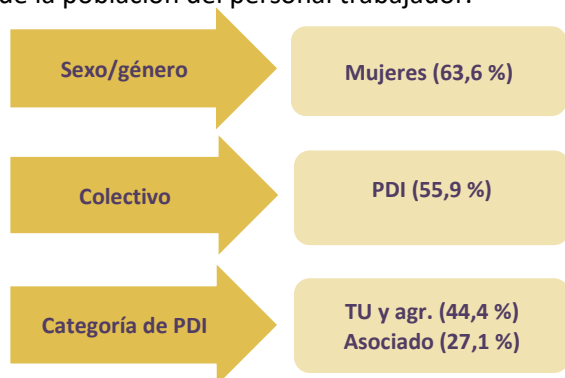 de la población del personal trabajador.
Sexo/género
Mujeres (63,6 %)
Colectivo
PDI (55,9 %)
Categoría de PDI
TU y agr. (44,4 %)
Asociado (27,1 %)